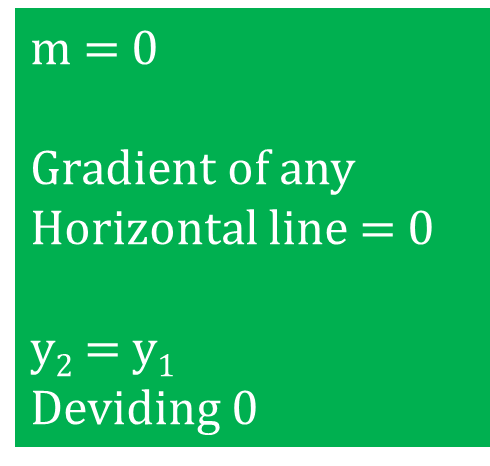 m = 0
Gradient of any
Horizontal line = 0
y₂ = y₁
Deviding 0